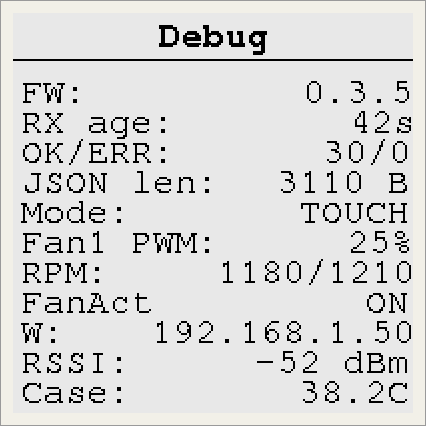 Debug
FW: 0.3.5
RX age: 42s
OK/ERR: 30/0
JSON len: 3110 B
Mode: TOUCH
Fan1 PWM: 25%
RPM: 1180/1210
FanAct ON
W: 192.168.1.50
RSSI: -52 dBm
Case: 38.2C